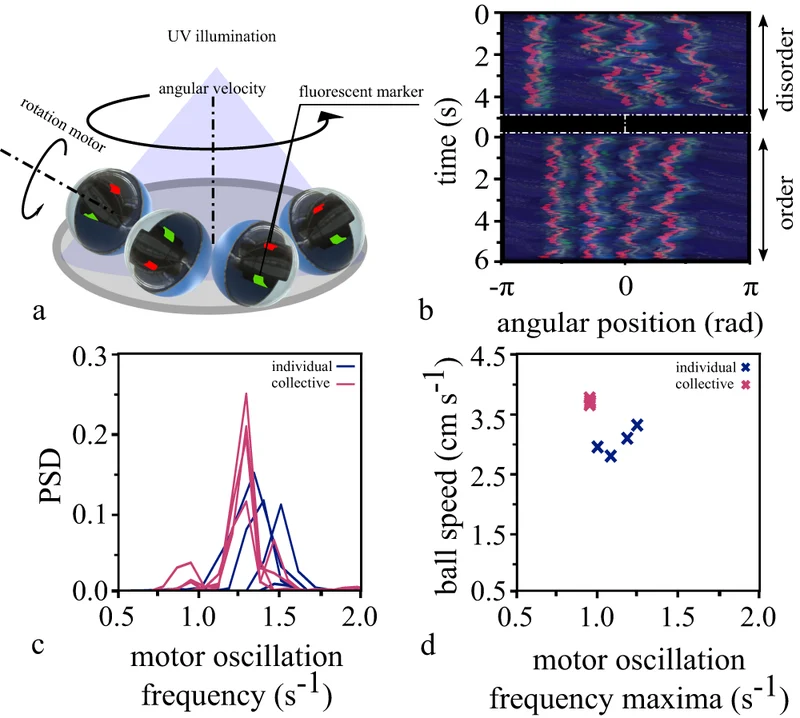 UV illumination
angular velocity
fluorescent marker
rotation motor
a
0
2
4
0
2
4
6
time (s)
disorder
order
-π
0
π
angular position (rad)
b
0.3
0.2
0.1
0.0
PSD
individual
collective
0.5
1.0
1.5
2.0
motor oscillation
frequency (s-1)
c
4.5
3.5
2.5
1.5
0.5
ball speed (cm s-1)
individual
collective
0.5
1.0
1.5
2.0
motor oscillation
frequency maxima (s-1)
d